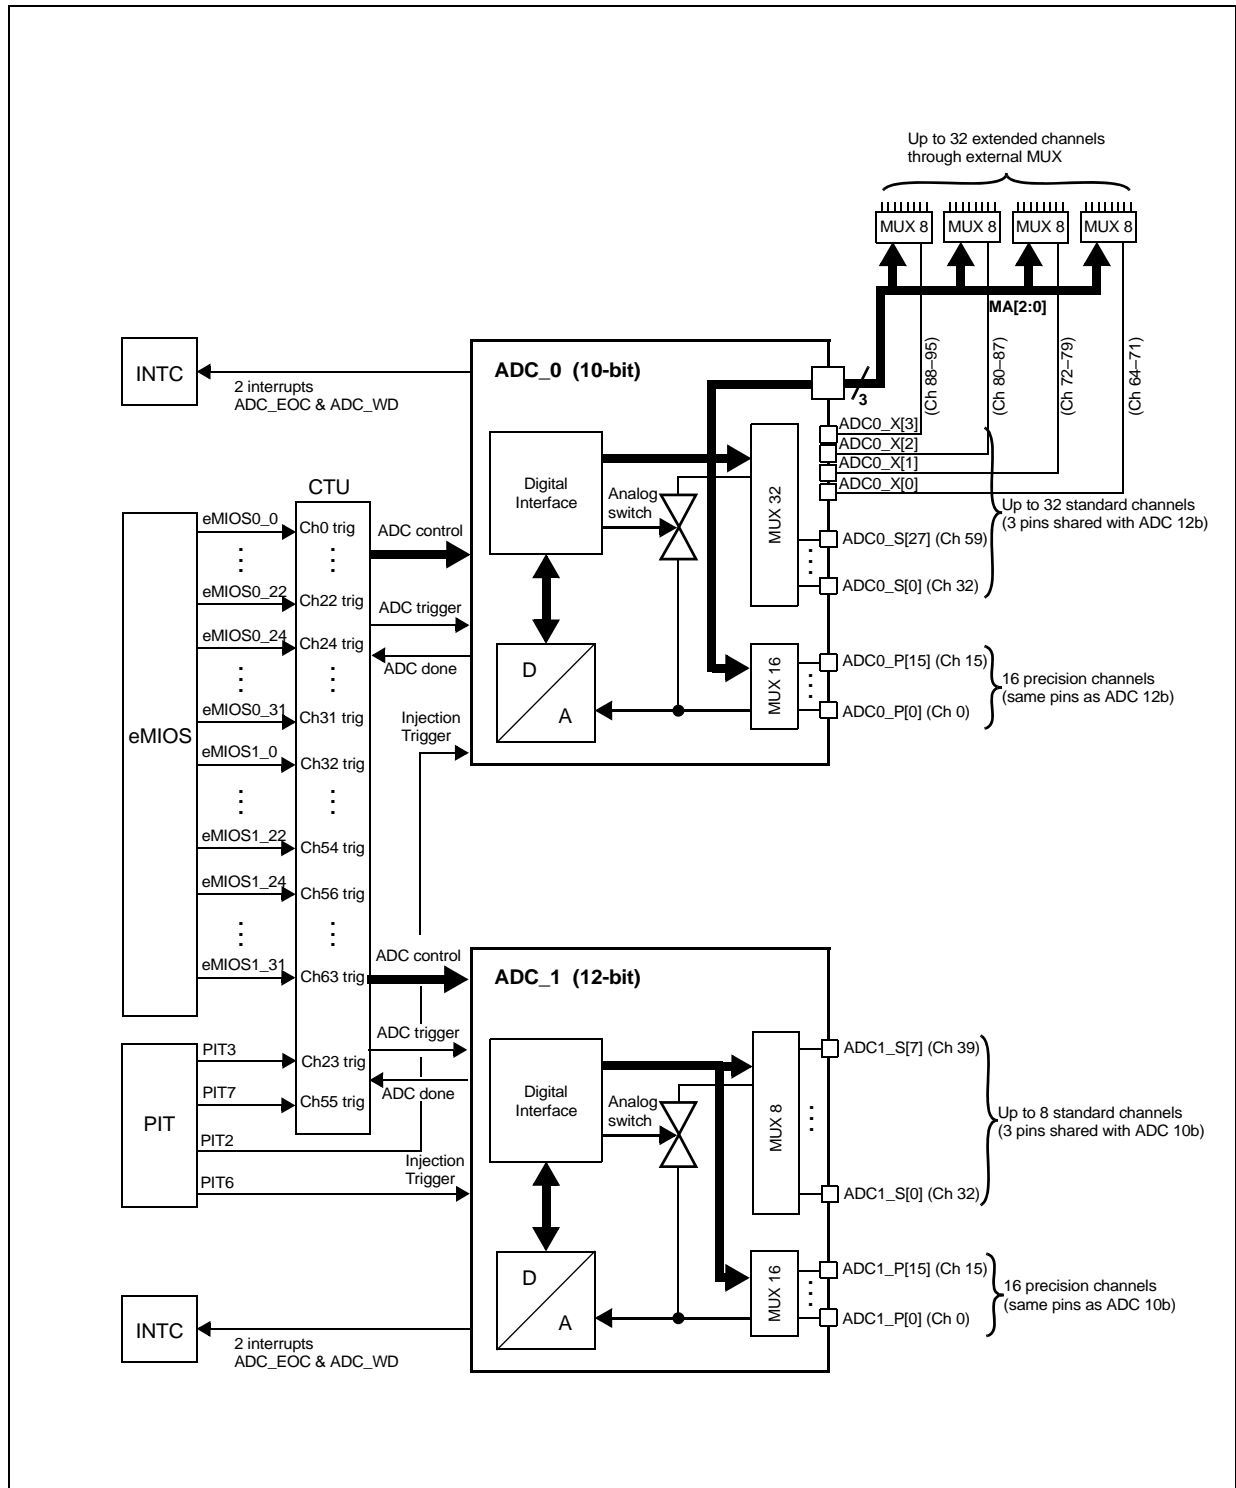 Up to 32 extended channels
through external MUX
MUX 8
MUX 8
MUX 8
MUX 8
MA[2:0]
(Ch 88–95)
(Ch 80–87)
(Ch 72–79)
(Ch 64–71)
3
INTC
2 interrupts
ADC_EOC & ADC_WD
ADC_0 (10-bit)
Digital
Interface
Analog
switch
MUX 32
ADC0_X[3]
ADC0_X[2]
ADC0_X[1]
ADC0_X[0]
ADC0_S[27] (Ch 59)
ADC0_S[0] (Ch 32)
Up to 32 standard channels
(3 pins shared with ADC 12b)
D
A
MUX 16
ADC0_P[15] (Ch 15)
ADC0_P[0] (Ch 0)
16 precision channels
(same pins as ADC 12b)
CTU
eMIOS
eMIOS0_0
Ch0 trig
eMIOS0_22
Ch22 trig
eMIOS0_24
Ch24 trig
eMIOS0_31
Ch31 trig
eMIOS1_0
Ch32 trig
eMIOS1_22
Ch54 trig
eMIOS1_24
Ch56 trig
eMIOS1_31
Ch63 trig
ADC control
ADC trigger
ADC done
Injection
Trigger
PIT
PIT3
Ch23 trig
PIT7
Ch55 trig
PIT2
PIT6
ADC control
ADC trigger
ADC done
Injection
Trigger
ADC_1 (12-bit)
Digital
Interface
Analog
switch
MUX 8
ADC1_S[7] (Ch 39)
ADC1_S[0] (Ch 32)
Up to 8 standard channels
(3 pins shared with ADC 10b)
D
A
MUX 16
ADC1_P[15] (Ch 15)
ADC1_P[0] (Ch 0)
16 precision channels
(same pins as ADC 10b)
INTC
2 interrupts
ADC_EOC & ADC_WD